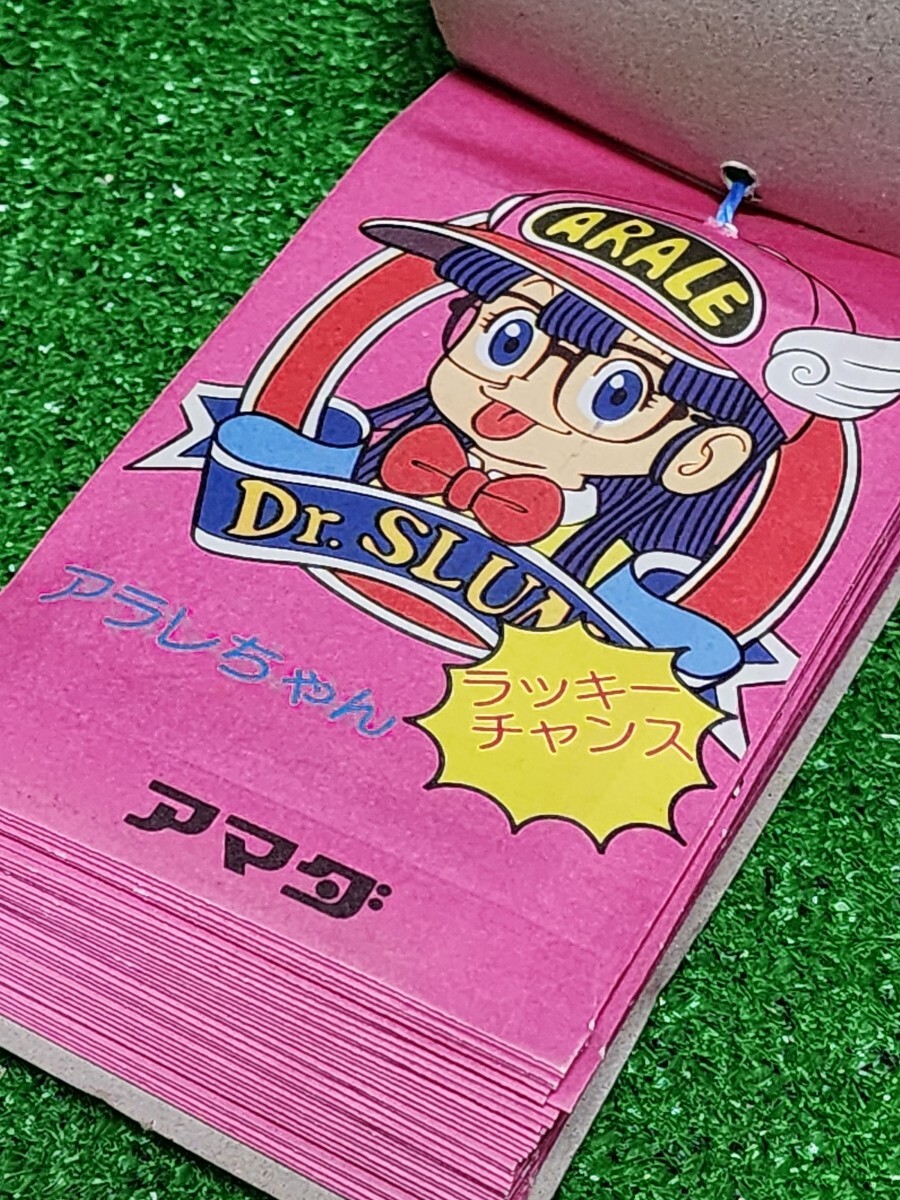 ARALE
Dr. SLUM
アラレちゃん
ラッキー
チャンス
アマダ